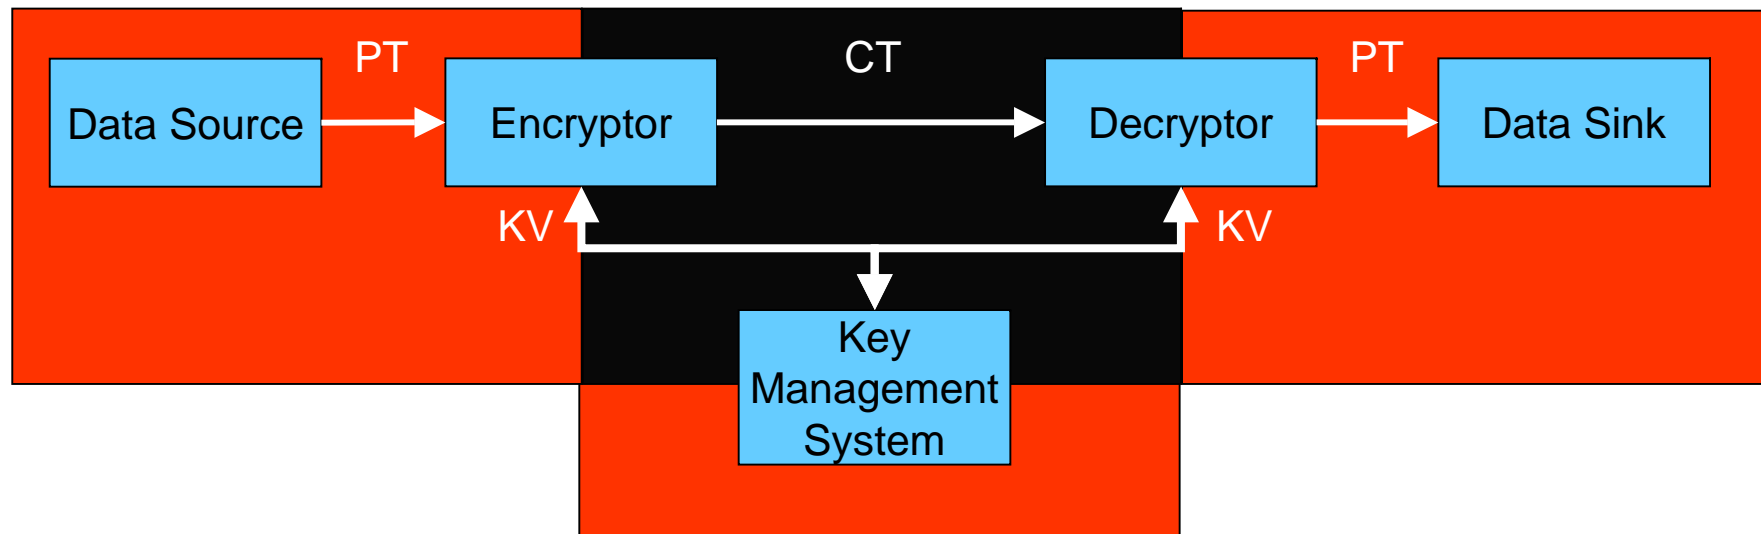 PT
CT
PT
Data Source
Encryptor
Decryptor
Data Sink
KV
KV
Key
Management
System